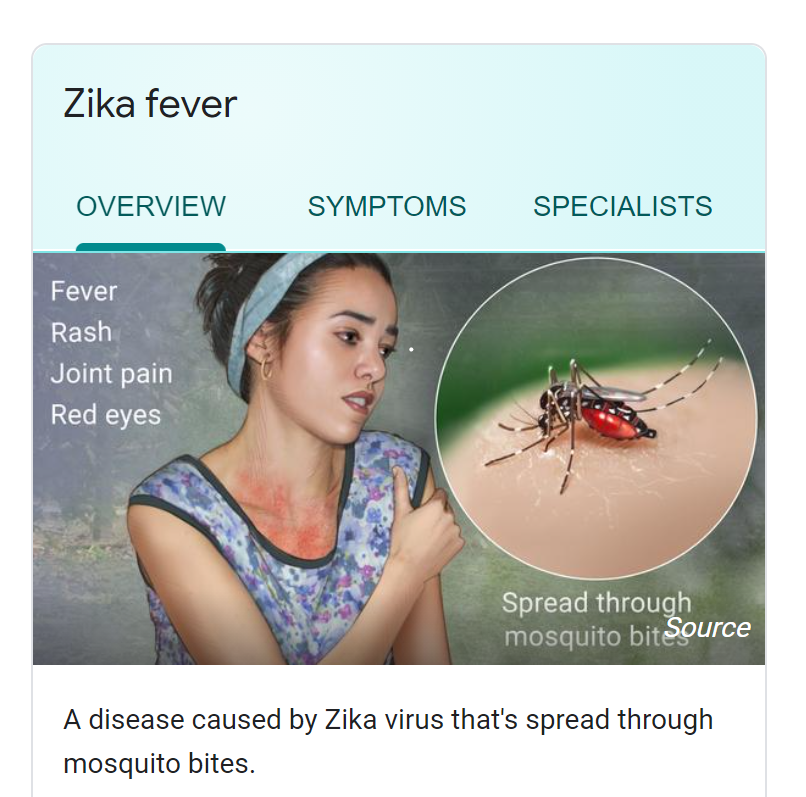 Zika fever
OVERVIEW SYMPTOMS SPECIALISTS
Fever
Rash
Joint pain
Red eyes
Spread through
mosquito bites
Source
A disease caused by Zika virus that's spread through
mosquito bites.